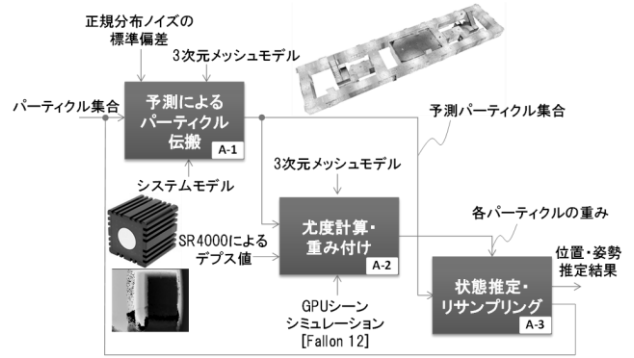 正規分布ノイズの
標準偏差
3次元メッシュモデル
パーティクル集合
予測による
パーティクル
伝搬
A-1
予測パーティクル集合
システムモデル
3次元メッシュモデル
SR4000による
デプス値
尤度計算・
重み付け
A-2
各パーティクルの重み
GPUシーン
シミュレーション
[Fallon 12]
状態推定・
リサンプリング
A-3
位置・姿勢
推定結果